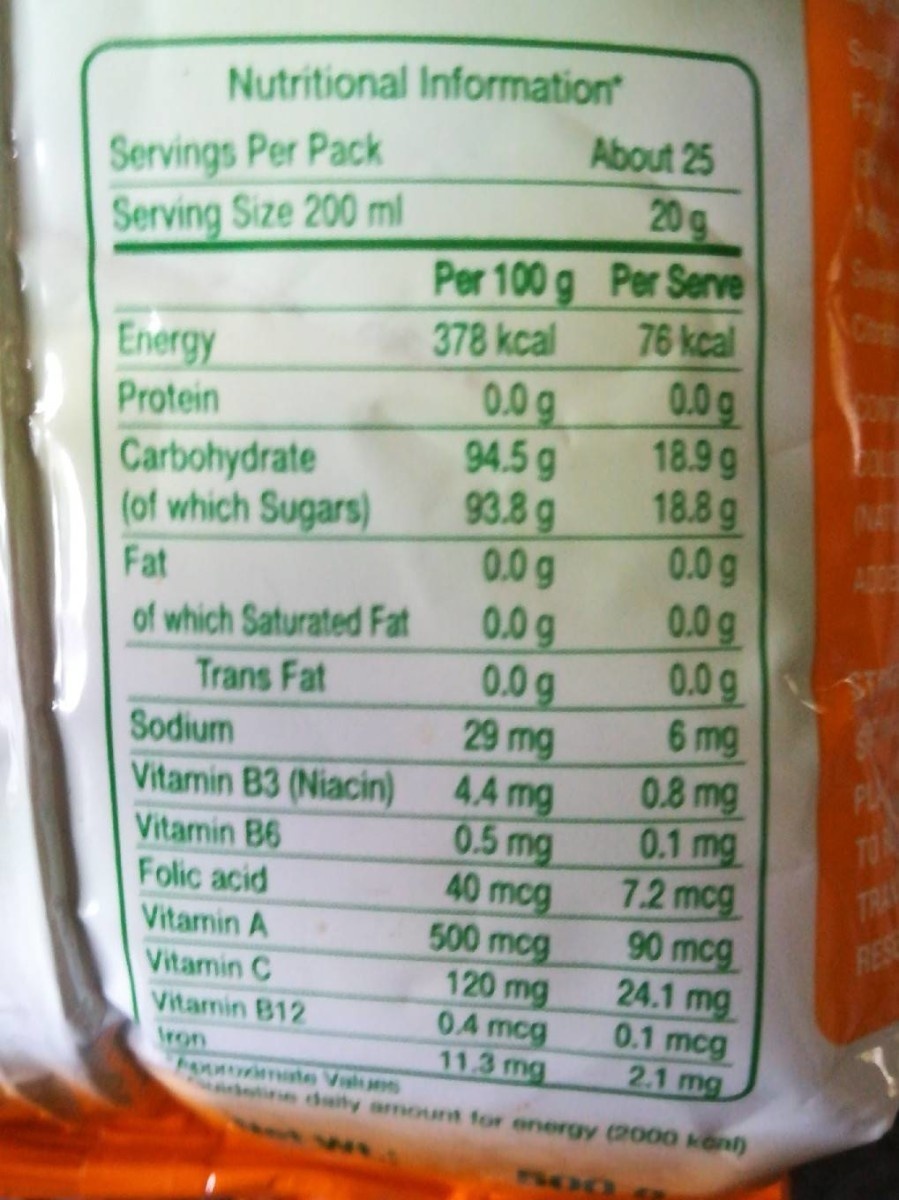 Nutritional Information*
Servings Per Pack About 25
Serving Size 200 ml 20 g
Per 100 g Per Serve
Energy 378 kcal 76 kcal
Protein 0.0 g 0.0 g
Carbohydrate 94.5 g 18.9 g
(of which Sugars) 93.8 g 18.8 g
Fat 0.0 g 0.0 g
of which Saturated Fat 0.0 g 0.0 g
Trans Fat 0.0 g 0.0 g
Sodium 29 mg 6 mg
Vitamin B3 (Niacin) 4.4 mg 0.8 mg
Vitamin B6 0.5 mg 0.1 mg
Folic acid 40 mcg 7.2 mcg
Vitamin A 500 mcg 90 mcg
Vitamin C 120 mg 24.1 mg
Vitamin B12 0.4 mcg 0.1 mcg
Iron 11.3 mg 2.1 mg
*Approximate Values
daily amount for energy (2000 kcal)